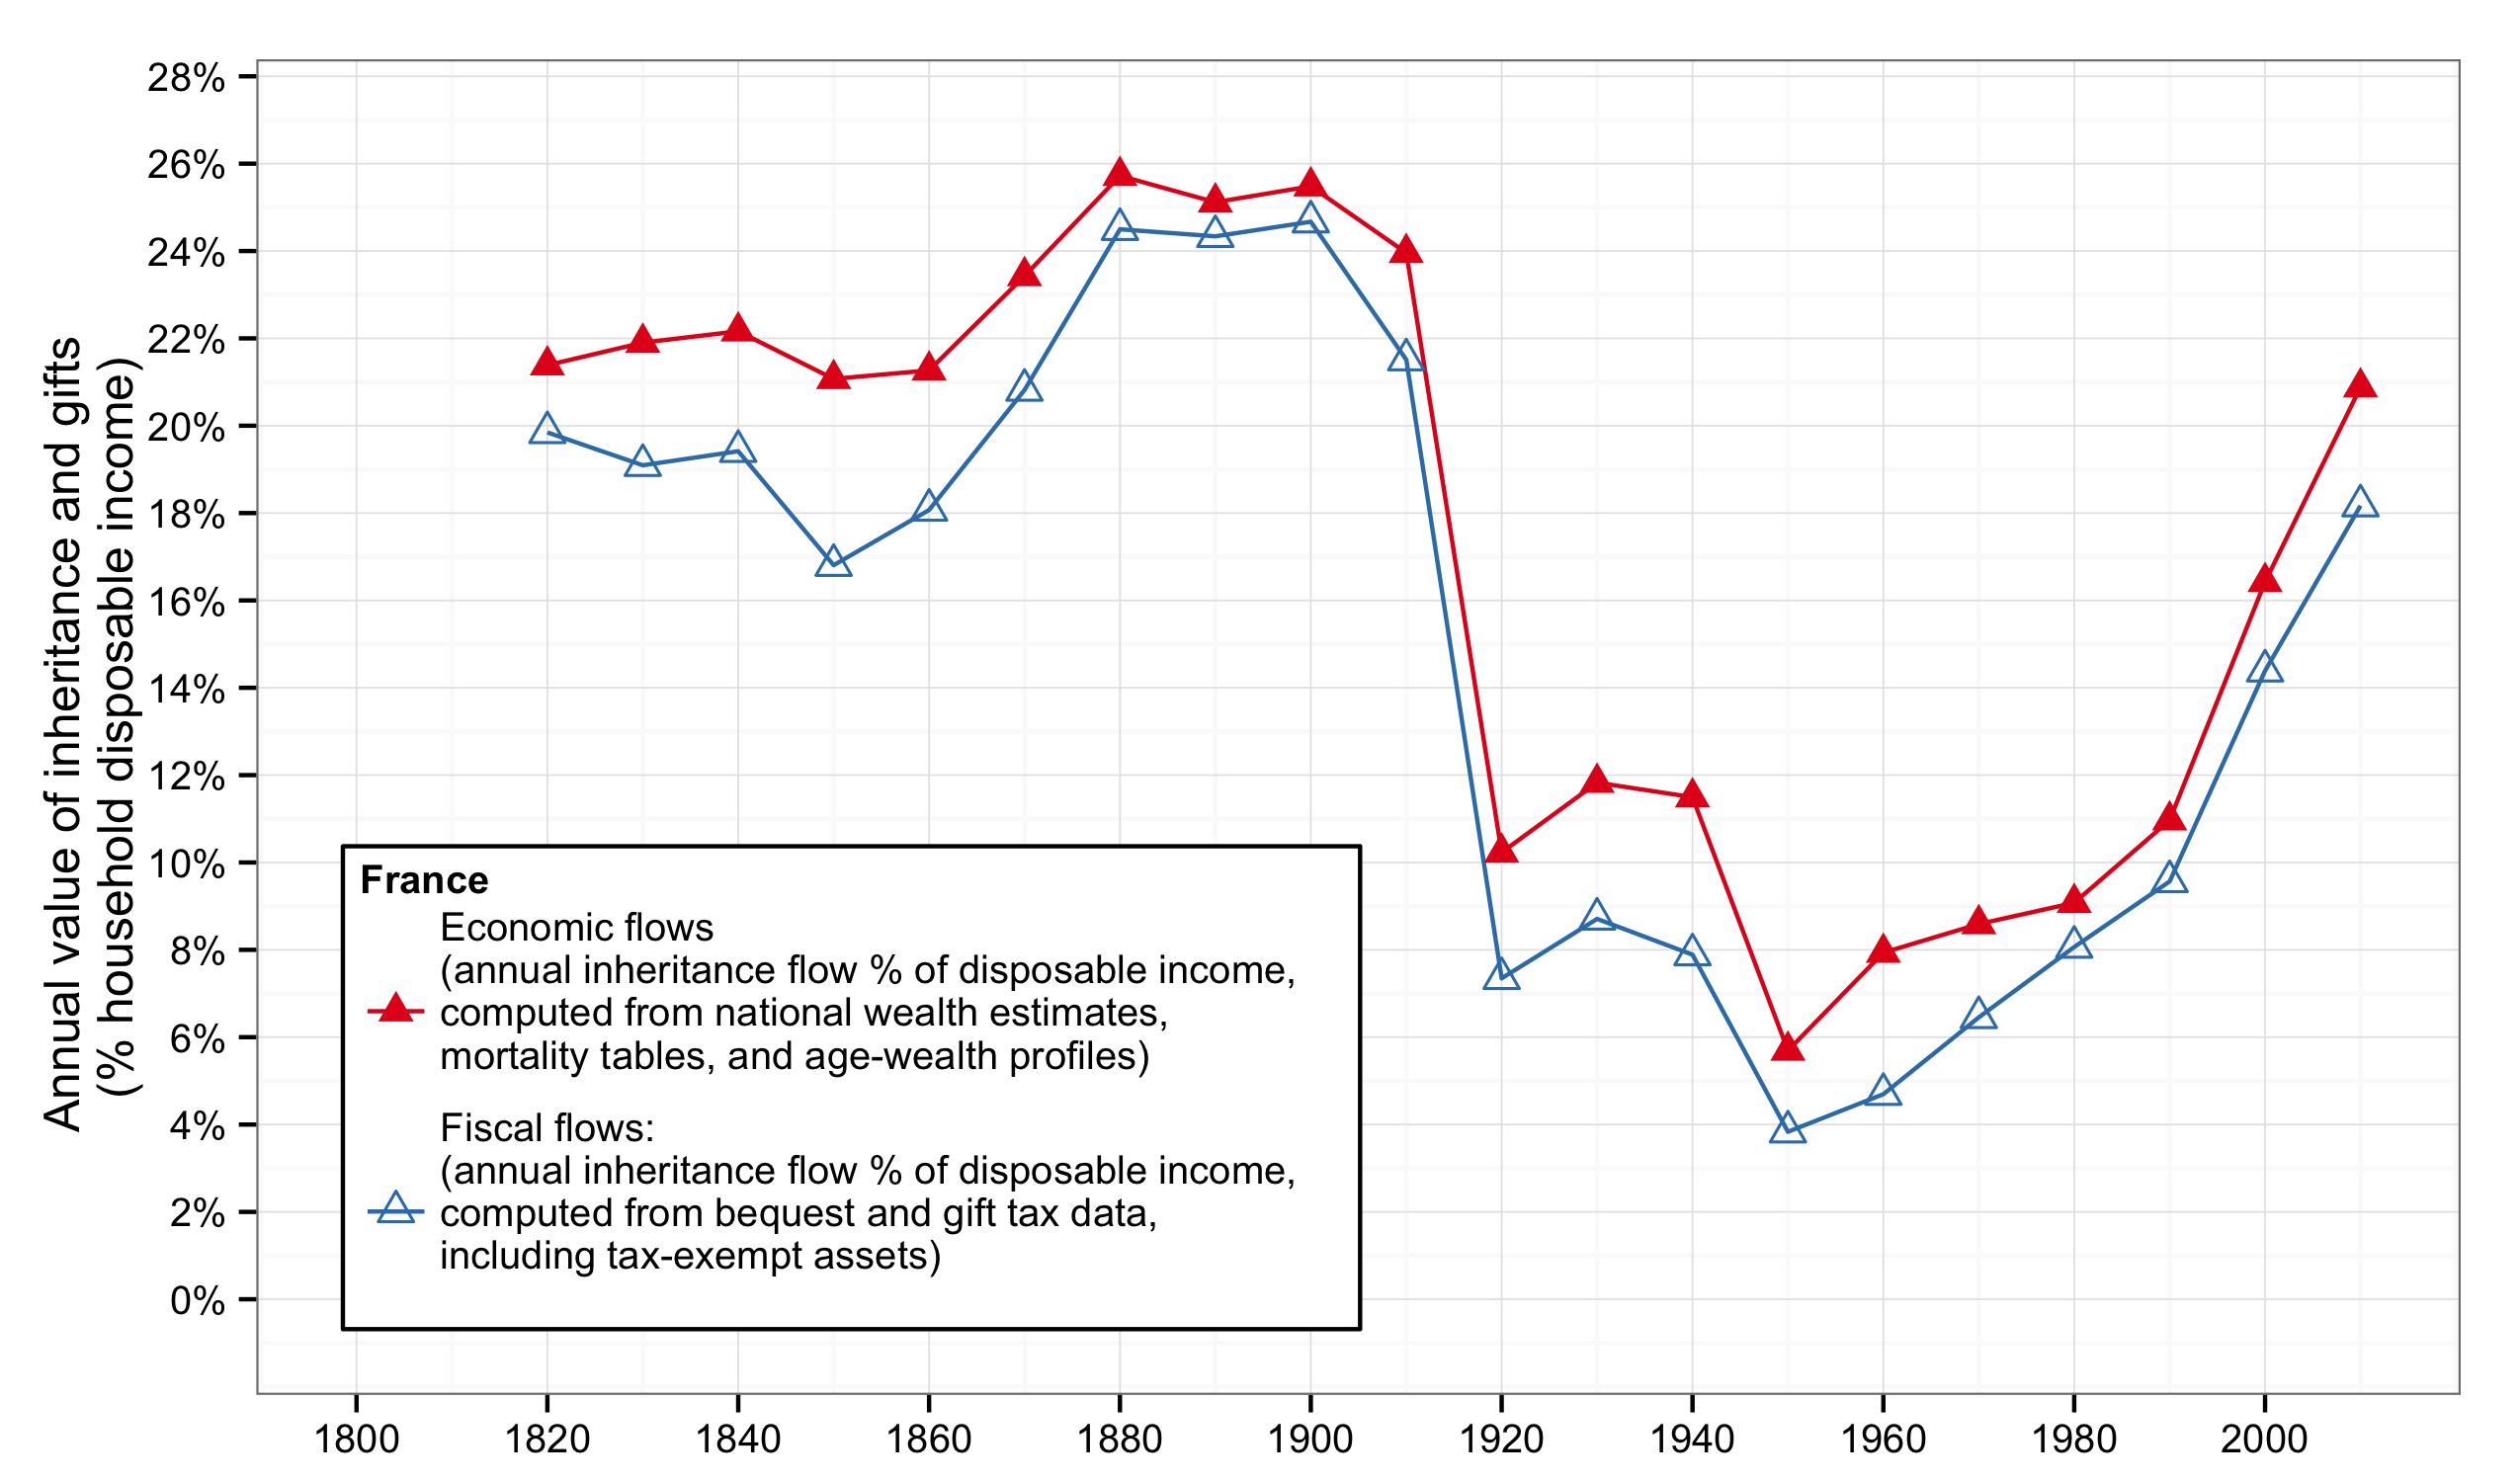 Annual value of inheritance and gifts
(% household disposable income)
28%
26%
24%
22%
20%
18%
16%
14%
12%
10%
8%
6%
4%
2%
0%
France
Economic flows
(annual inheritance flow % of disposable income,
computed from national wealth estimates,
mortality tables, and age-wealth profiles)
Fiscal flows:
(annual inheritance flow % of disposable income,
computed from bequest and gift tax data,
including tax-exempt assets)
1800 1820 1840 1860 1880 1900 1920 1940 1960 1980 2000